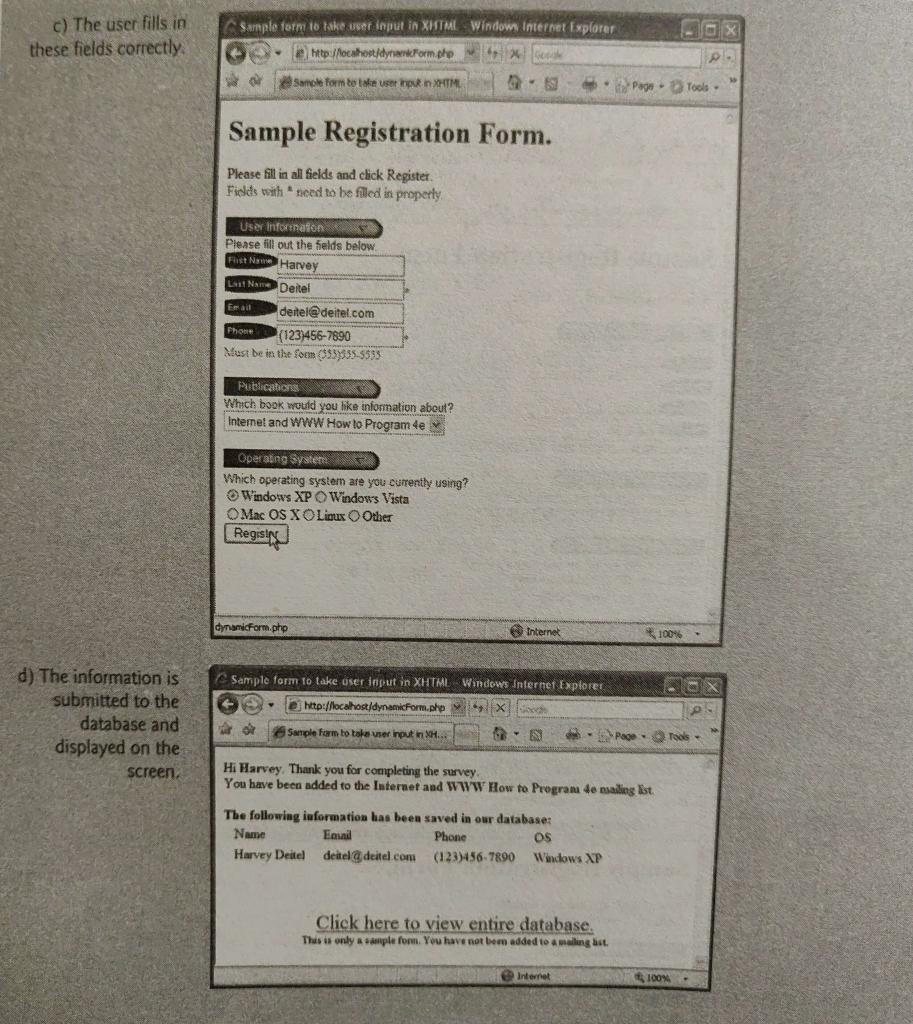 c) The user fills in
these fields correctly.
Sample form to take user input in XHTML - Windows Internet Explorer
http://localhost/dynamicForm.php
Google
Sample form to take user input in XHTML
Page
Tools
Sample Registration Form.
Please fill in all fields and click Register.
Fields with * need to be filled in properly.
User Information
Please fill out the fields below.
First Name Harvey
Last Name Deitel *
Email deitel@deitel.com
Phone (123)456-7890 *
Must be in the form (555)555-5555
Publications
Which book would you like information about?
Internet and WWW How to Program 4e
Operating System
Which operating system are you currently using?
Windows XP Windows Vista
Mac OS X Linux Other
Register
dynamicForm.php
Internet
100%
d) The information is
submitted to the
database and
displayed on the
screen.
Sample form to take user input in XHTML - Windows Internet Explorer
http://localhost/dynamicForm.php
Google
Sample form to take user input in XH...
Page
Tools
Hi Harvey. Thank you for completing the survey.
You have been added to the Internet and WWW How to Program 4e mailing list.
The following information has been saved in our database:
Name Email Phone OS
Harvey Deitel deitel@deitel.com (123)456-7890 Windows XP
Click here to view entire database.
This is only a sample form. You have not been added to a mailing list.
Internet
100%